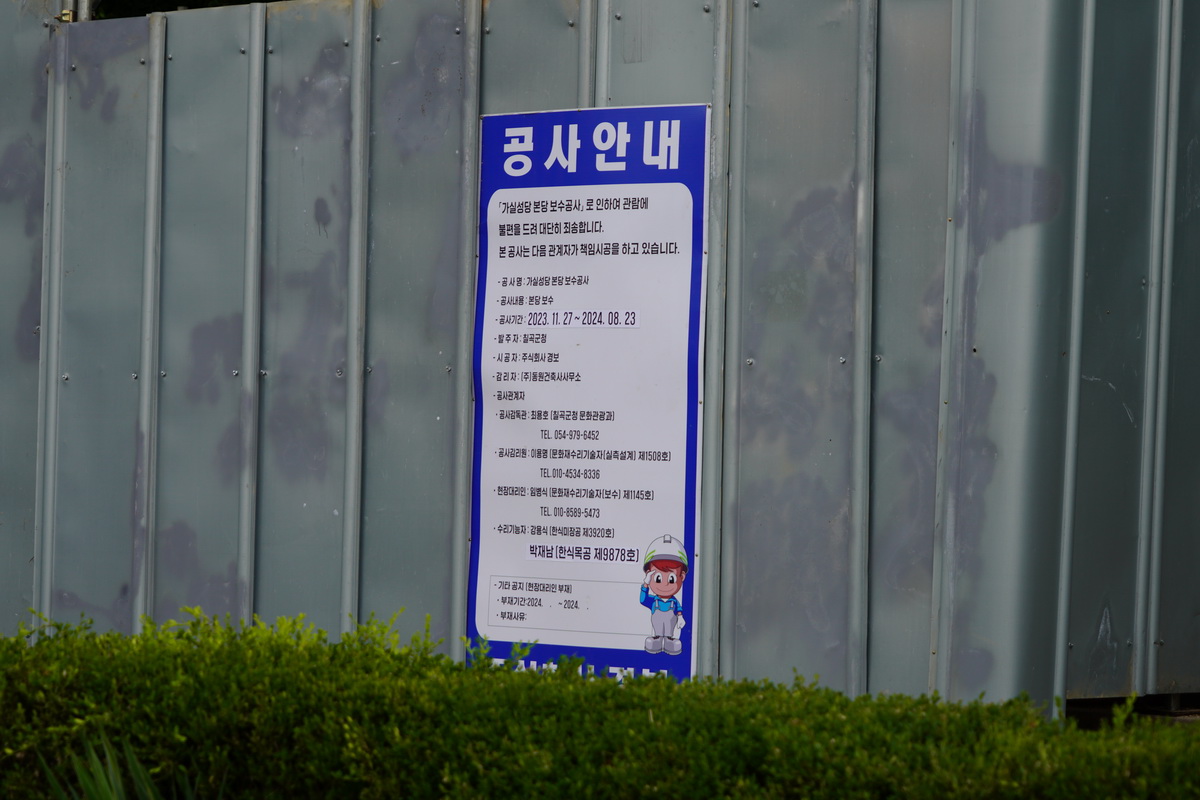 공사안내
「가실성당 본당 보수공사」로 인하여 관람에
불편을 드려 대단히 죄송합니다.
본 공사는 다음 관계자가 책임시공을 하고 있습니다.
- 공 사 명 : 가실성당 본당 보수공사
- 공사내용 : 본당 보수
- 공사기간 : 2023. 11. 27 ~ 2024. 08. 23
- 발 주 자 : 칠곡군청
- 시 공 자 : 주식회사 경보
- 감 리 자 : (주)동원건축사사무소
- 공사관계자
· 공사감독관 : 최용호 (칠곡군청 문화관광과)
TEL. 054-979-6452
· 공사감리원 : 이용염 (문화재수리기술자(실측설계) 제1508호)
TEL.010-4534-8336
· 현장대리인 : 임병식 (문화재수리기술자(보수) 제1145호)
TEL. 010-8589-5473
· 수리기능자 : 강용식 (한식미장공 제3920호)
박재남 (한식목공 제9878호)
- 기타 공지 (현장대리인 부재)
· 부재기간:2024. . ~ 2024. .
· 부재사유: